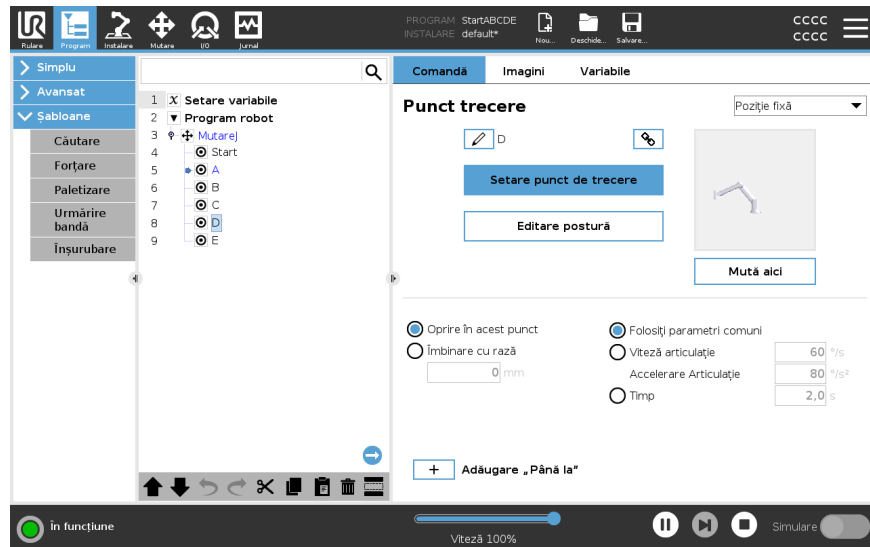 UR
Rulare
Program
Instalare
Mutare
I/O
Jurnal
PROGRAM StartABCDE
INSTALARE default*
Nou...
Deschide...
Salvare...
CCCC
CCCC
Simplu
Avansat
Șabloane
Căutare
Forțare
Paletizare
Urmărire
bandă
Înșurubare
1 X Setare variabile
2 Program robot
3 MutareJ
4 Start
5 A
6 B
7 C
8 D
9 E
Comandă Imagini Variabile
Punct trecere
Poziție fixă
D
Setare punct de trecere
Editare postură
Mută aici
Oprire în acest punct
Îmbinare cu rază
0 mm
Folosiți parametri comuni
Viteză articulație 60 °/s
Accelerare Articulație 80 °/s²
Timp 2,0 s
+ Adăugare „Până la”
În funcțiune
Viteză 100%
Simulare